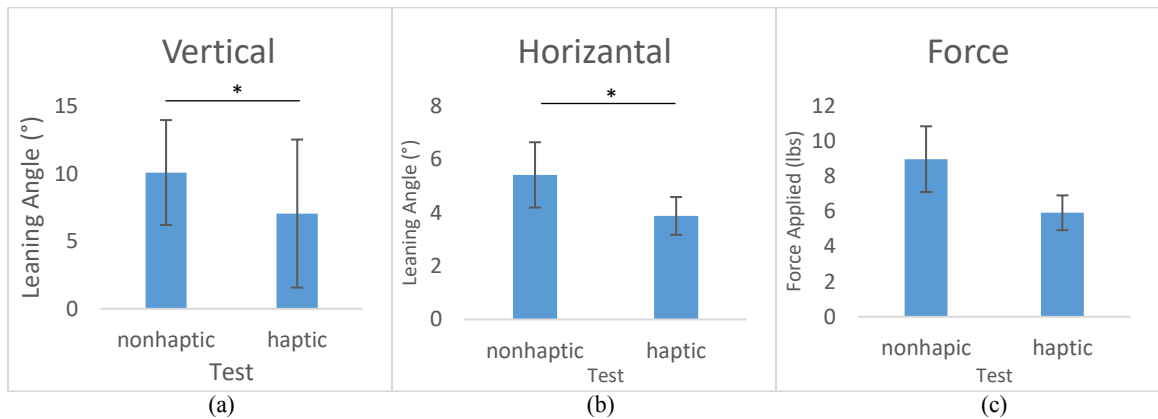 Vertical
*
Leaning Angle (°)
15
10
5
0
nonhaptic haptic
Test
(a)
Horizantal
*
Leaning Angle (°)
8
6
4
2
0
nonhaptic haptic
Test
(b)
Force
Force Applied (lbs)
12
10
8
6
4
2
0
nonhapic haptic
Test
(c)